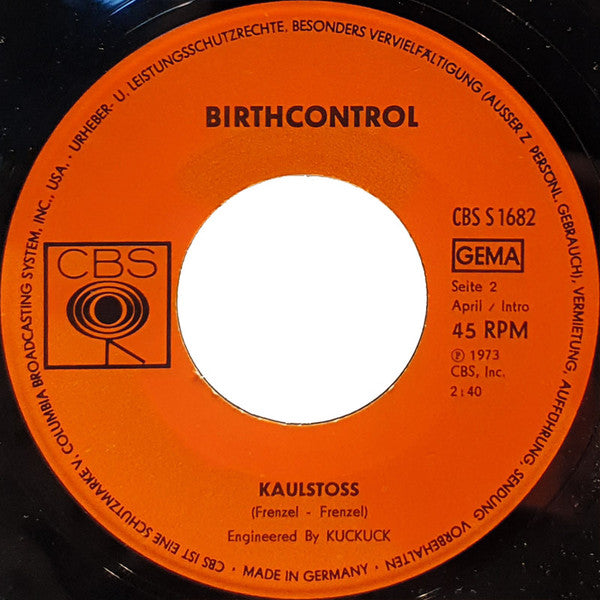 BIRTHCONTROL
CBS S 1682
GEMA
Seite 2
April / Intro
45 RPM
℗ 1973
CBS, Inc.
2:40
CBS
KAULSTOSS
(Frenzel - Frenzel)
Engineered By KUCKUCK
CBS IST EINE SCHUTZMARKE V. COLUMBIA BROADCASTING SYSTEM, INC., USA. · URHEBER- U. LEISTUNGSSCHUTZRECHTE, BESONDERS VERVIELFÄLTIGUNG (AUSSER Z. PERSÖNL. GEBRAUCH), VERMIETUNG, AUFFÜHRUNG, SENDUNG VORBEHALTEN · MADE IN GERMANY ·